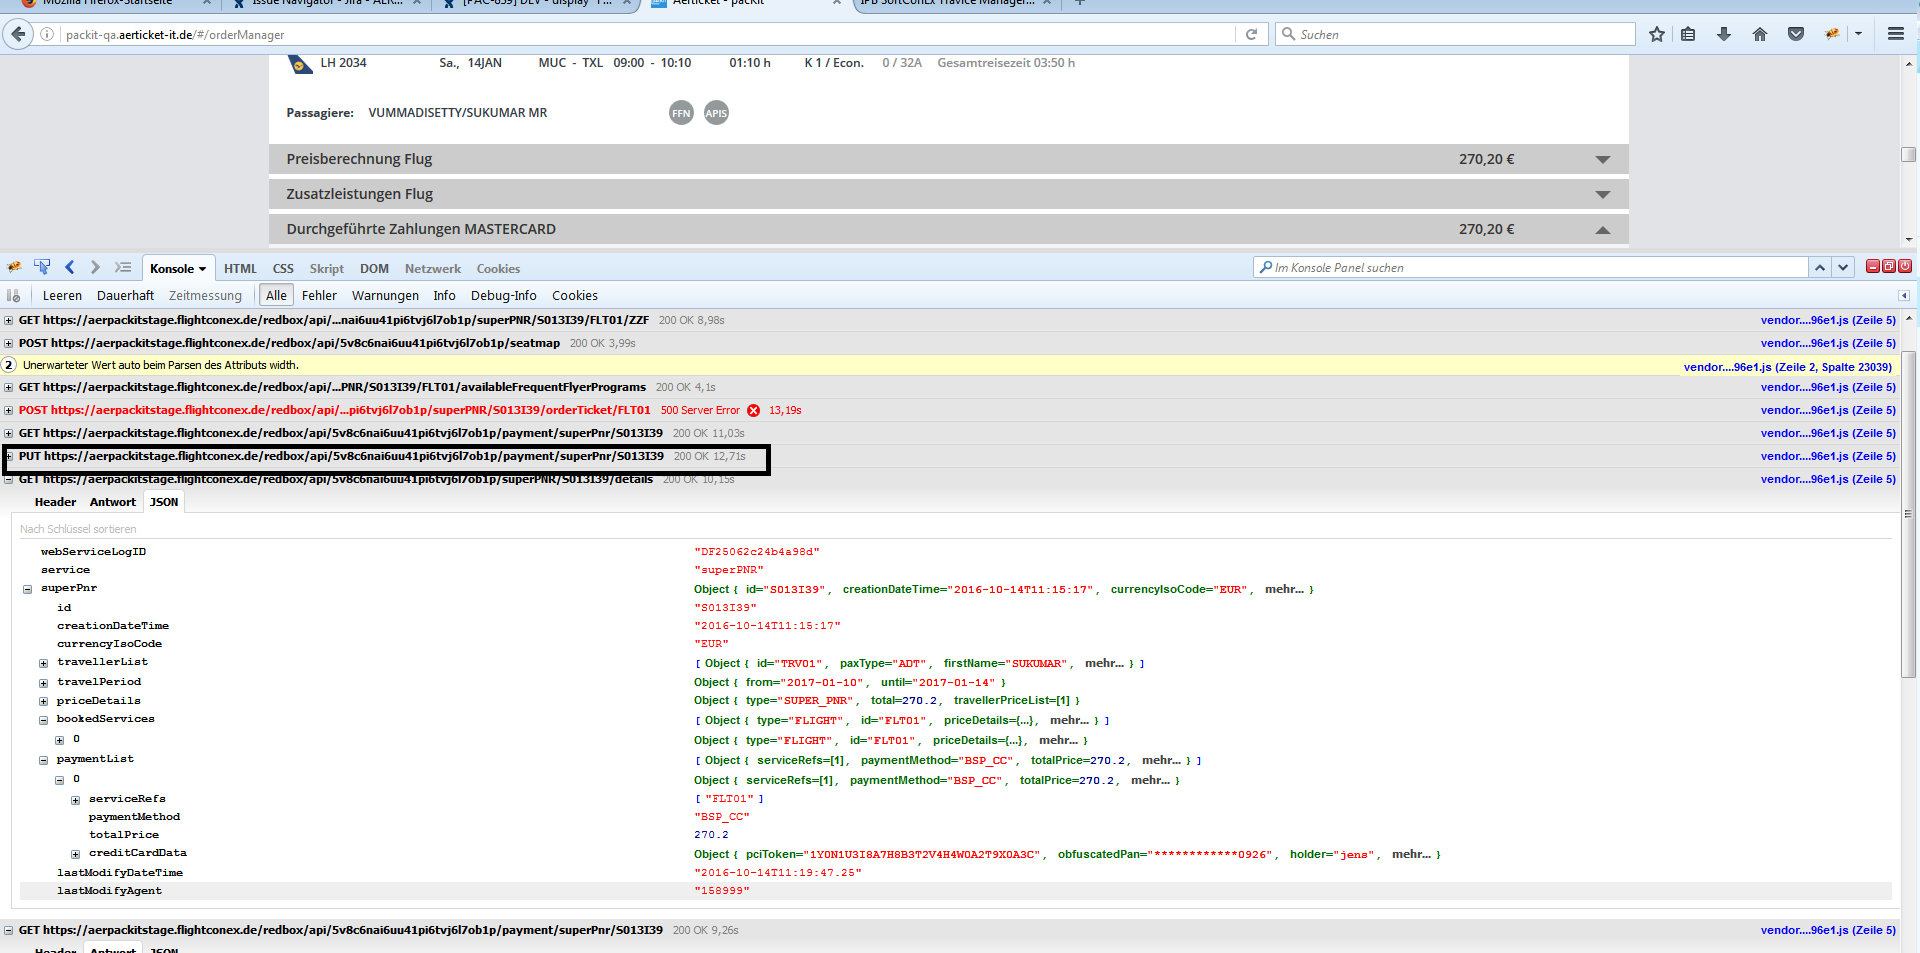 Mozilla Firefox-Startseite
Issue Navigator - Jira - AER...
[PAC-859] DEV - display "P...
Aerticket - packit
IPB SoftConEx Travice Manager...
packit-qa.aerticket-it.de/#/orderManager
Suchen
LH 2034 Sa., 14JAN MUC - TXL 09:00 - 10:10 01:10 h K 1 / Econ. 0 / 32A Gesamtreisezeit 03:50 h
Passagiere: VUMMADISETTY/SUKUMAR MR FFN APIS
Preisberechnung Flug 270,20 €
Zusatzleistungen Flug
Durchgeführte Zahlungen MASTERCARD 270,20 €
Konsole HTML CSS Skript DOM Netzwerk Cookies Im Konsole Panel suchen
Leeren Dauerhaft Zeitmessung Alle Fehler Warnungen Info Debug-Info Cookies
GET https://aerpackitstage.flightconex.de/redbox/api/...nai6uu41pi6tvj6l7ob1p/superPNR/S013I39/FLT01/ZZF 200 OK 8,98s vendor....96e1.js (Zeile 5)
POST https://aerpackitstage.flightconex.de/redbox/api/5v8c6nai6uu41pi6tvj6l7ob1p/seatmap 200 OK 3,99s vendor....96e1.js (Zeile 5)
2 Unerwarteter Wert auto beim Parsen des Attributs width. vendor....96e1.js (Zeile 2, Spalte 23039)
GET https://aerpackitstage.flightconex.de/redbox/api/...PNR/S013I39/FLT01/availableFrequentFlyerPrograms 200 OK 4,1s vendor....96e1.js (Zeile 5)
POST https://aerpackitstage.flightconex.de/redbox/api/...pi6tvj6l7ob1p/superPNR/S013I39/orderTicket/FLT01 500 Server Error 13,19s vendor....96e1.js (Zeile 5)
GET https://aerpackitstage.flightconex.de/redbox/api/5v8c6nai6uu41pi6tvj6l7ob1p/payment/superPnr/S013I39 200 OK 11,03s vendor....96e1.js (Zeile 5)
PUT https://aerpackitstage.flightconex.de/redbox/api/5v8c6nai6uu41pi6tvj6l7ob1p/payment/superPnr/S013I39 200 OK 12,71s vendor....96e1.js (Zeile 5)
GET https://aerpackitstage.flightconex.de/redbox/api/5v8c6nai6uu41pi6tvj6l7ob1p/superPNR/S013I39/details 200 OK 10,15s vendor....96e1.js (Zeile 5)
Header Antwort JSON
Nach Schlüssel sortieren
webServiceLogID "DF25062c24b4a98d"
service "superPNR"
superPnr Object { id="S013I39", creationDateTime="2016-10-14T11:15:17", currencyIsoCode="EUR", mehr... }
id "S013I39"
creationDateTime "2016-10-14T11:15:17"
currencyIsoCode "EUR"
travellerList [ Object { id="TRV01", paxType="ADT", firstName="SUKUMAR", mehr... } ]
travelPeriod Object { from="2017-01-10", until="2017-01-14" }
priceDetails Object { type="SUPER_PNR", total=270.2, travellerPriceList=[1] }
bookedServices [ Object { type="FLIGHT", id="FLT01", priceDetails={...}, mehr... } ]
0 Object { type="FLIGHT", id="FLT01", priceDetails={...}, mehr... }
paymentList [ Object { serviceRefs=[1], paymentMethod="BSP_CC", totalPrice=270.2, mehr... } ]
0 Object { serviceRefs=[1], paymentMethod="BSP_CC", totalPrice=270.2, mehr... }
serviceRefs [ "FLT01" ]
paymentMethod "BSP_CC"
totalPrice 270.2
creditCardData Object { pciToken="1Y0N1U3I8A7H8B3T2V4H4W0A2T9X0A3C", obfuscatedPan="************0926", holder="jens", mehr... }
lastModifyDateTime "2016-10-14T11:19:47.25"
lastModifyAgent "158999"
GET https://aerpackitstage.flightconex.de/redbox/api/5v8c6nai6uu41pi6tvj6l7ob1p/payment/superPnr/S013I39 200 OK 9,26s vendor....96e1.js (Zeile 5)
Header Antwort JSON